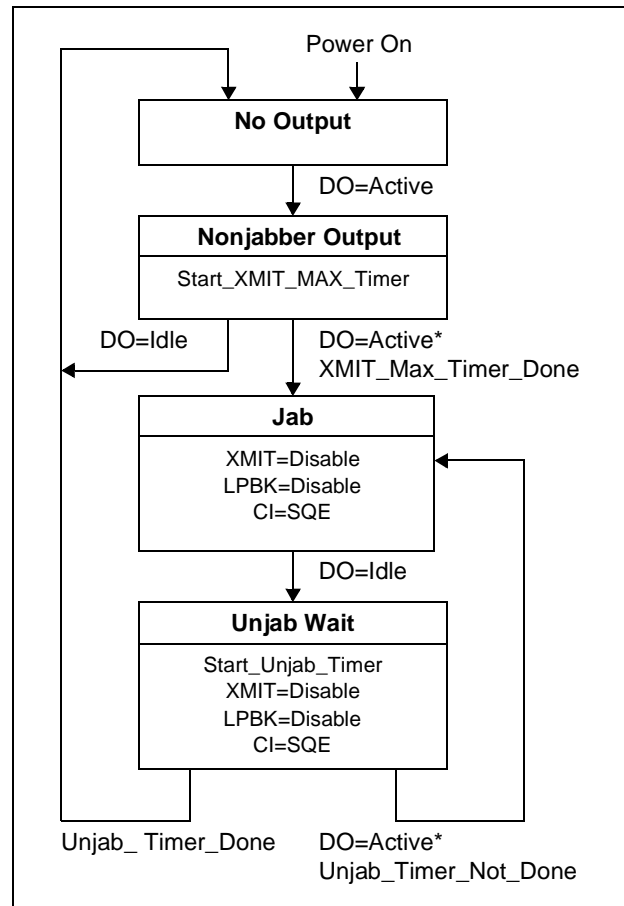 Power On
No Output
DO=Active
Nonjabber Output
Start_XMIT_MAX_Timer
DO=Idle
DO=Active*
XMIT_Max_Timer_Done
Jab
XMIT=Disable
LPBK=Disable
CI=SQE
DO=Idle
Unjab Wait
Start_Unjab_Timer
XMIT=Disable
LPBK=Disable
CI=SQE
Unjab_ Timer_Done
DO=Active*
Unjab_Timer_Not_Done